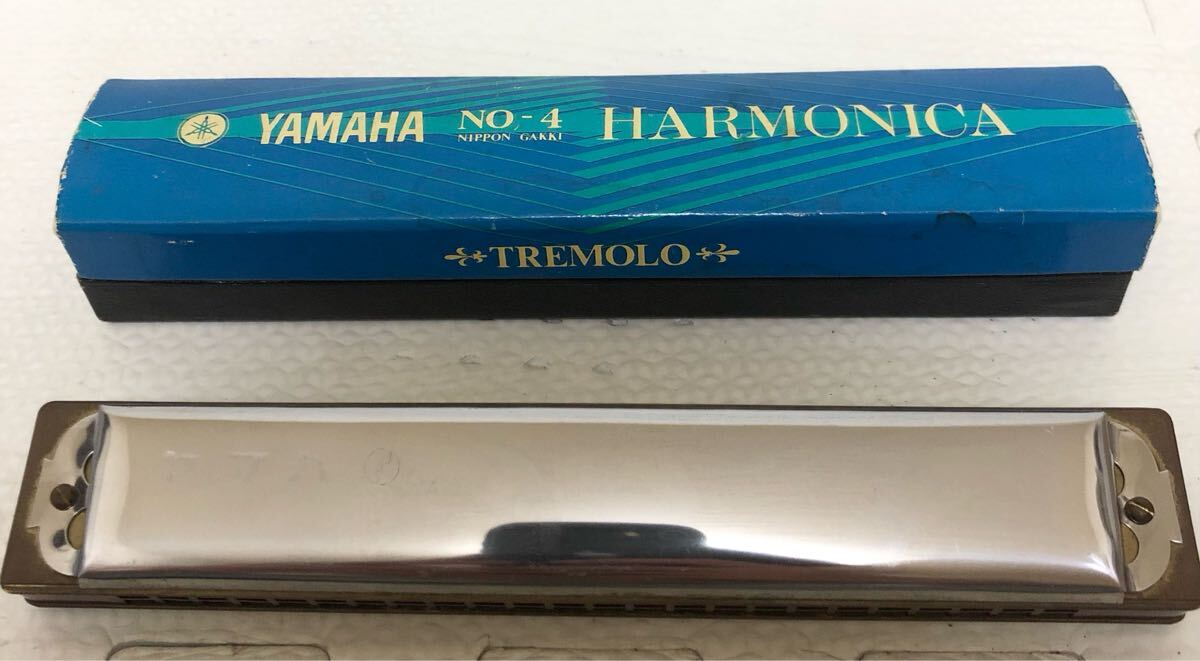 YAMAHA NO.-4 HARMONICA
NIPPON GAKKI
TREMOLO